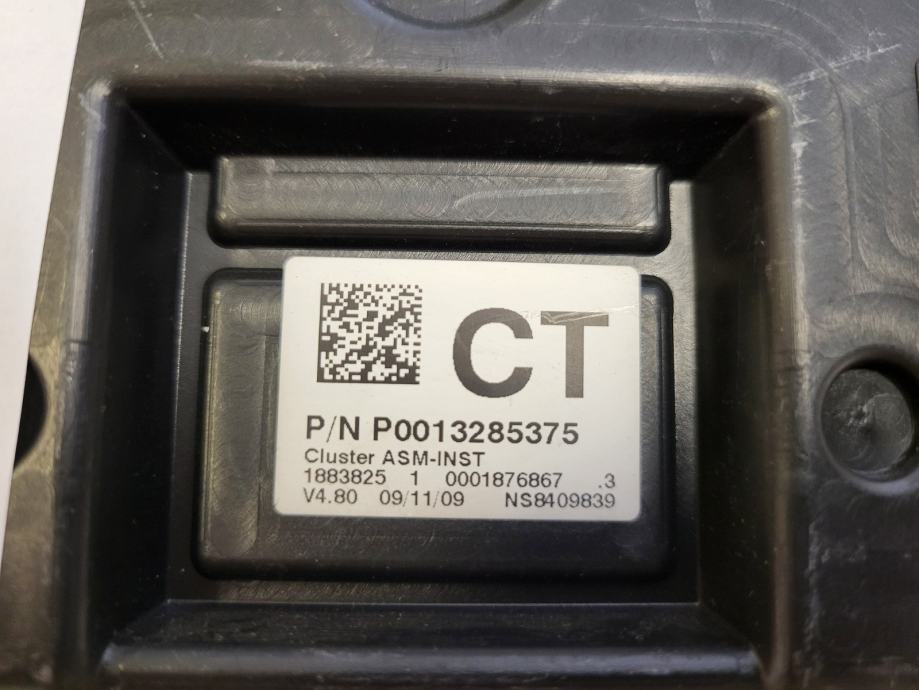 CT
P/N P0013285375
Cluster ASM-INST
1883825 1 0001876867 .3
V4.80 09/11/09 NS8409839